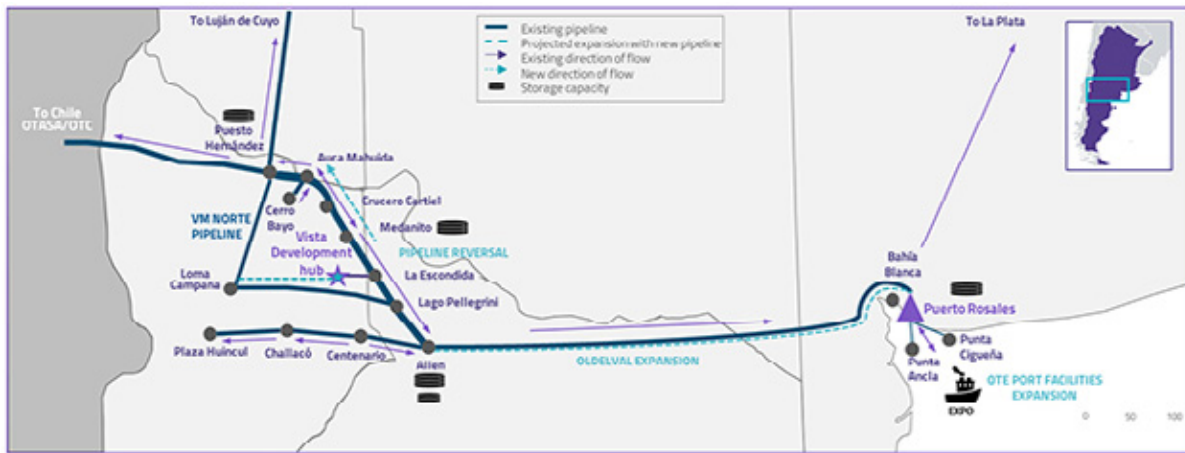 To Luján de Cuyo
Existing pipeline
Projected expansion with new pipeline
Existing direction of flow
New direction of flow
Storage capacity
To La Plata
To Chile
OTASA/OTC
Puesto
Hernández
Auca Mahuida
Cerro
Bayo
Crucero Catriel
VM NORTE
PIPELINE
Vista
Development
hub
Medanito
PIPELINE REVERSAL
Loma
Campana
La Escondida
Lago Pellegrini
Bahía
Blanca
Puerto Rosales
Plaza Huincul
Challacó
Centenario
Allen
OLDELVAL EXPANSION
Punta
Cigueña
Punta
Ancla
EXPO
OTE PORT FACILITIES
EXPANSION
0 50 100